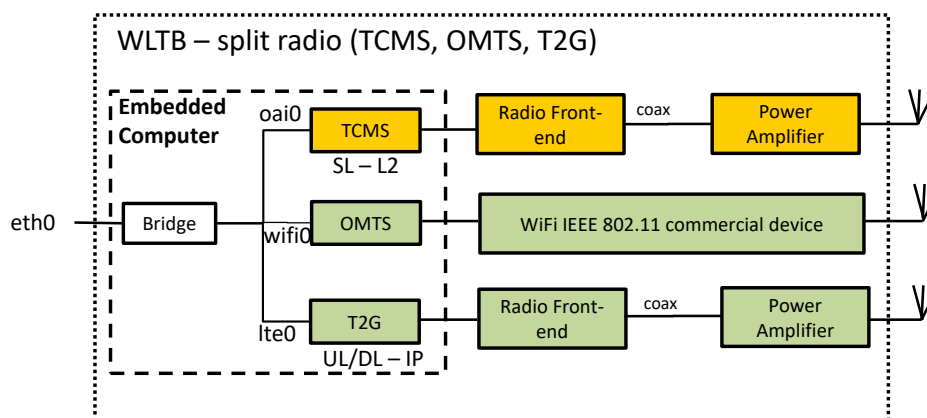 WLTB – split radio (TCMS, OMTS, T2G)
Embedded
Computer
oai0
TCMS
SL – L2
Radio Front-
end
coax
Power
Amplifier
eth0
Bridge
wifi0
OMTS
WiFi IEEE 802.11 commercial device
lte0
T2G
UL/DL – IP
Radio Front-
end
coax
Power
Amplifier